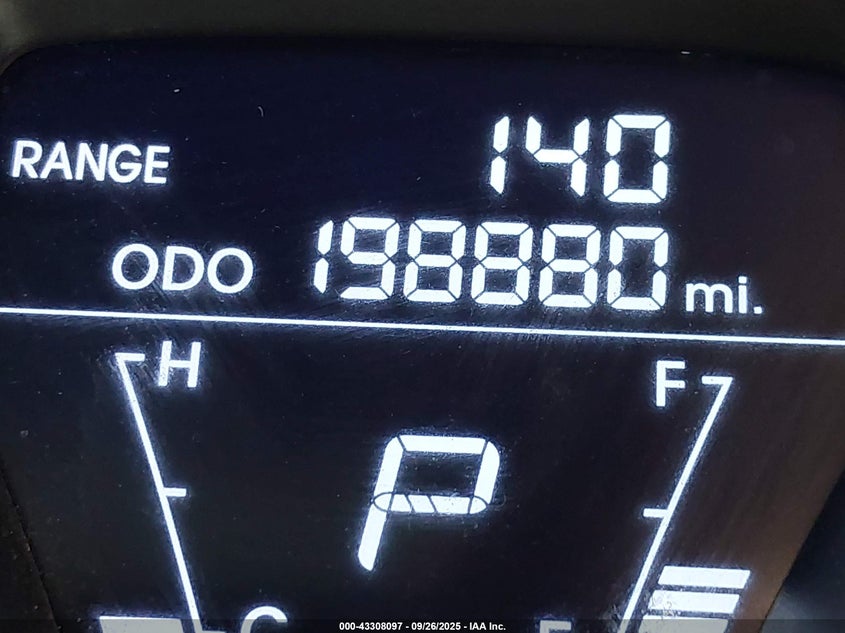 RANGE 140
ODO 198880 mi.
H F
P
C E
000-43308097 - 09/26/2025 - IAA Inc.